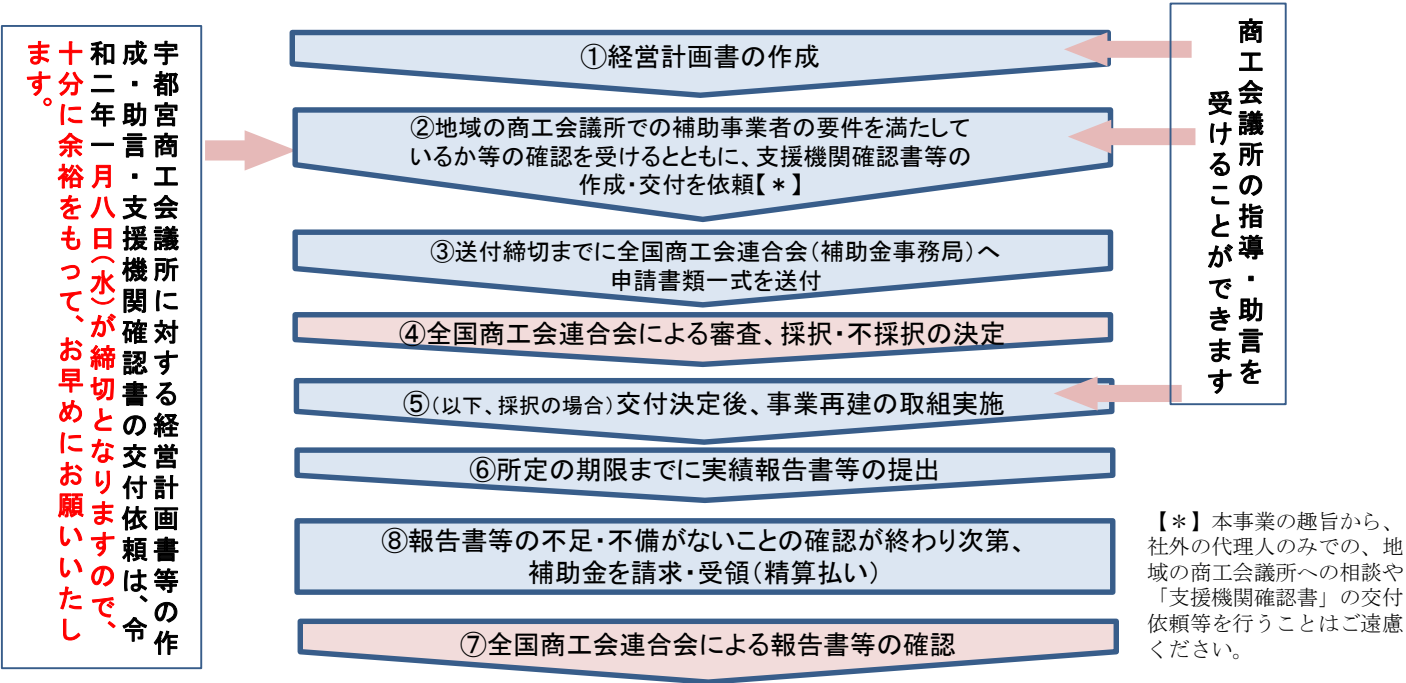 宇都宮商工会議所に対する経営計画書等の作
成・助言・支援機関確認書の交付依頼は、令
和二年一月八日(水)が締切となりますので、
十分に余裕をもって、お早めにお願いいたし
ます。
①経営計画書の作成
②地域の商工会議所での補助事業者の要件を満たして
いるか等の確認を受けるとともに、支援機関確認書等の
作成・交付を依頼【*】
③送付締切までに全国商工会連合会(補助金事務局)へ
申請書類一式を送付
④全国商工会連合会による審査、採択・不採択の決定
⑤(以下、採択の場合)交付決定後、事業再建の取組実施
⑥所定の期限までに実績報告書等の提出
⑧報告書等の不足・不備がないことの確認が終わり次第、
補助金を請求・受領(精算払い)
⑦全国商工会連合会による報告書等の確認
商工会議所の指導・助言を
受けることができます
【*】本事業の趣旨から、
社外の代理人のみでの、地
域の商工会議所への相談や
「支援機関確認書」の交付
依頼等を行うことはご遠慮
ください。